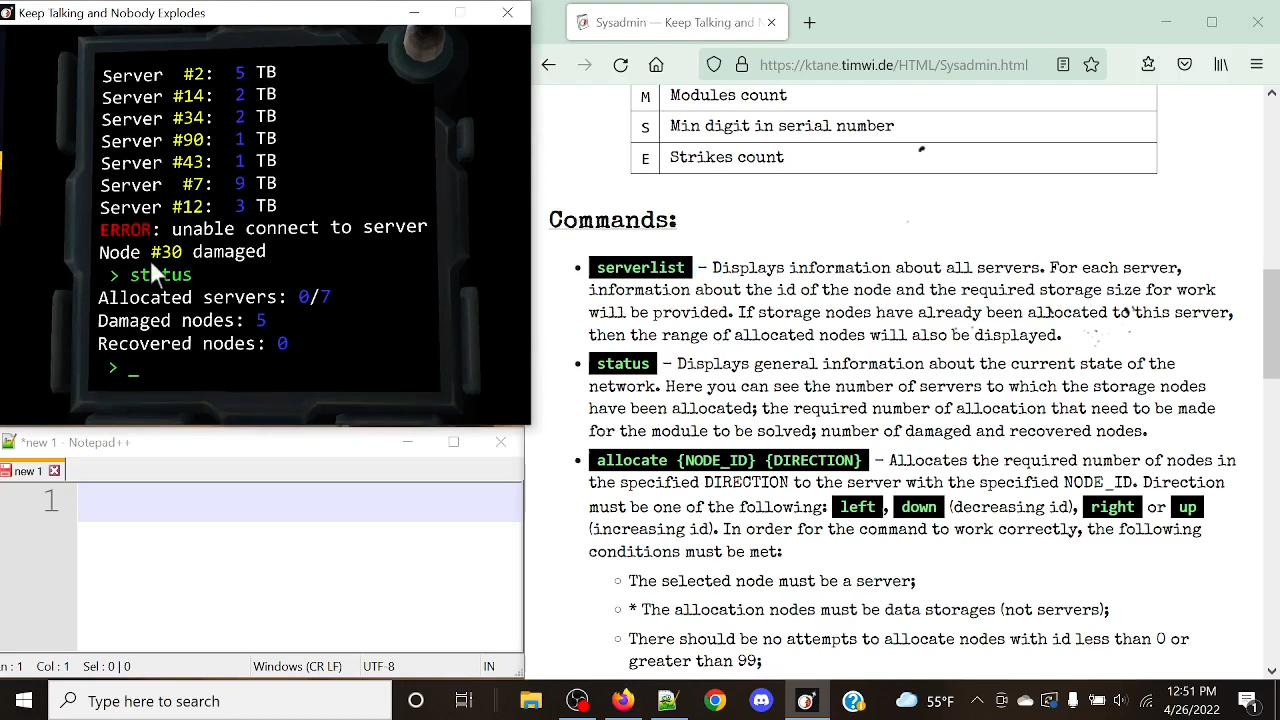 Keep Talking and Nobody Explodes
Server #2: 5 TB
Server #14: 2 TB
Server #34: 2 TB
Server #90: 1 TB
Server #43: 1 TB
Server #7: 9 TB
Server #12: 3 TB
ERROR: unable connect to server
Node #30 damaged
> status
Allocated servers: 0/7
Damaged nodes: 5
Recovered nodes: 0
> _
*new 1 - Notepad++
new 1
1
Ln : 1 Col : 1 Sel : 0 | 0 Windows (CR LF) UTF-8 IN
Sysadmin — Keep Talking and
https://ktane.timwi.de/HTML/Sysadmin.html
M Modules count
S Min digit in serial number
E Strikes count
Commands:
• serverlist – Displays information about all servers. For each server,
information about the id of the node and the required storage size for work
will be provided. If storage nodes have already been allocated to this server,
then the range of allocated nodes will also be displayed.
• status – Displays general information about the current state of the
network. Here you can see the number of servers to which the storage nodes
have been allocated; the required number of allocation that need to be made
for the module to be solved; number of damaged and recovered nodes.
• allocate {NODE_ID} {DIRECTION} – Allocates the required number of nodes in
the specified DIRECTION to the server with the specified NODE_ID. Direction
must be one of the following: left, down (decreasing id), right or up
(increasing id). In order for the command to work correctly, the following
conditions must be met:
○ The selected node must be a server;
○ * The allocation nodes must be data storages (not servers);
○ There should be no attempts to allocate nodes with id less than 0 or
greater than 99;
Type here to search
55°F
12:51 PM
4/26/2022
1